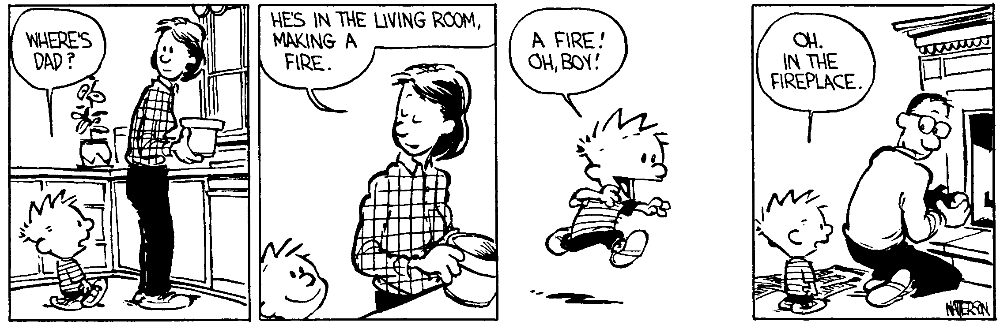 WHERE'S
DAD?
HE'S IN THE LIVING ROOM,
MAKING A
FIRE.
A FIRE!
OH, BOY!
OH.
IN THE
FIREPLACE.
WATTERSON